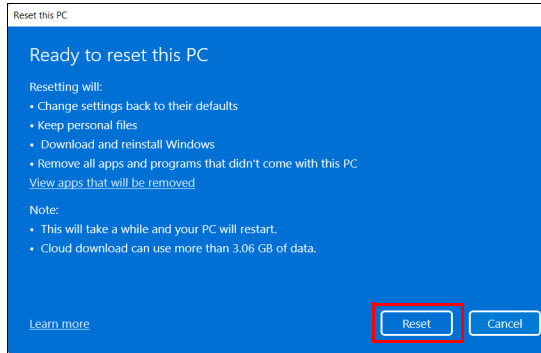 Reset this PC
Ready to reset this PC
Resetting will:
• Change settings back to their defaults
• Keep personal files
• Download and reinstall Windows
• Remove all apps and programs that didn't come with this PC
View apps that will be removed
Note:
• This will take a while and your PC will restart.
• Cloud download can use more than 3.06 GB of data.
Learn more
Reset
Cancel